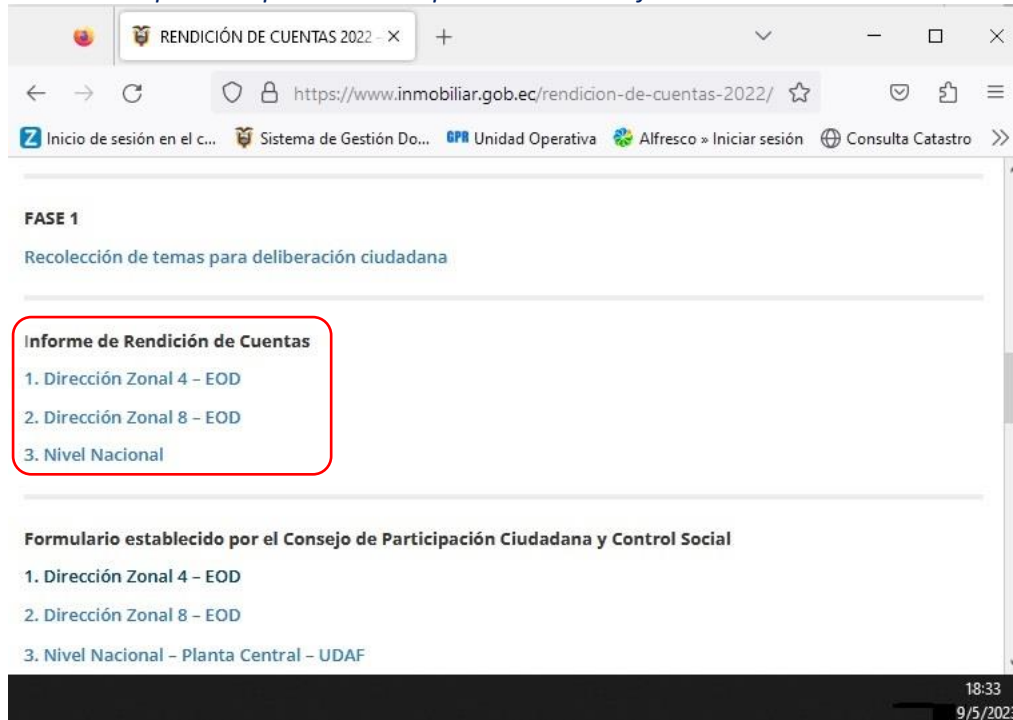 RENDICIÓN DE CUENTAS 2022 -
https://www.inmobiliar.gob.ec/rendicion-de-cuentas-2022/
Inicio de sesión en el c... Sistema de Gestión Do... GPR Unidad Operativa Alfresco » Iniciar sesión Consulta Catastro
FASE 1
Recolección de temas para deliberación ciudadana
Informe de Rendición de Cuentas
1. Dirección Zonal 4 – EOD
2. Dirección Zonal 8 – EOD
3. Nivel Nacional
Formulario establecido por el Consejo de Participación Ciudadana y Control Social
1. Dirección Zonal 4 – EOD
2. Dirección Zonal 8 – EOD
3. Nivel Nacional – Planta Central – UDAF
18:33
9/5/2023